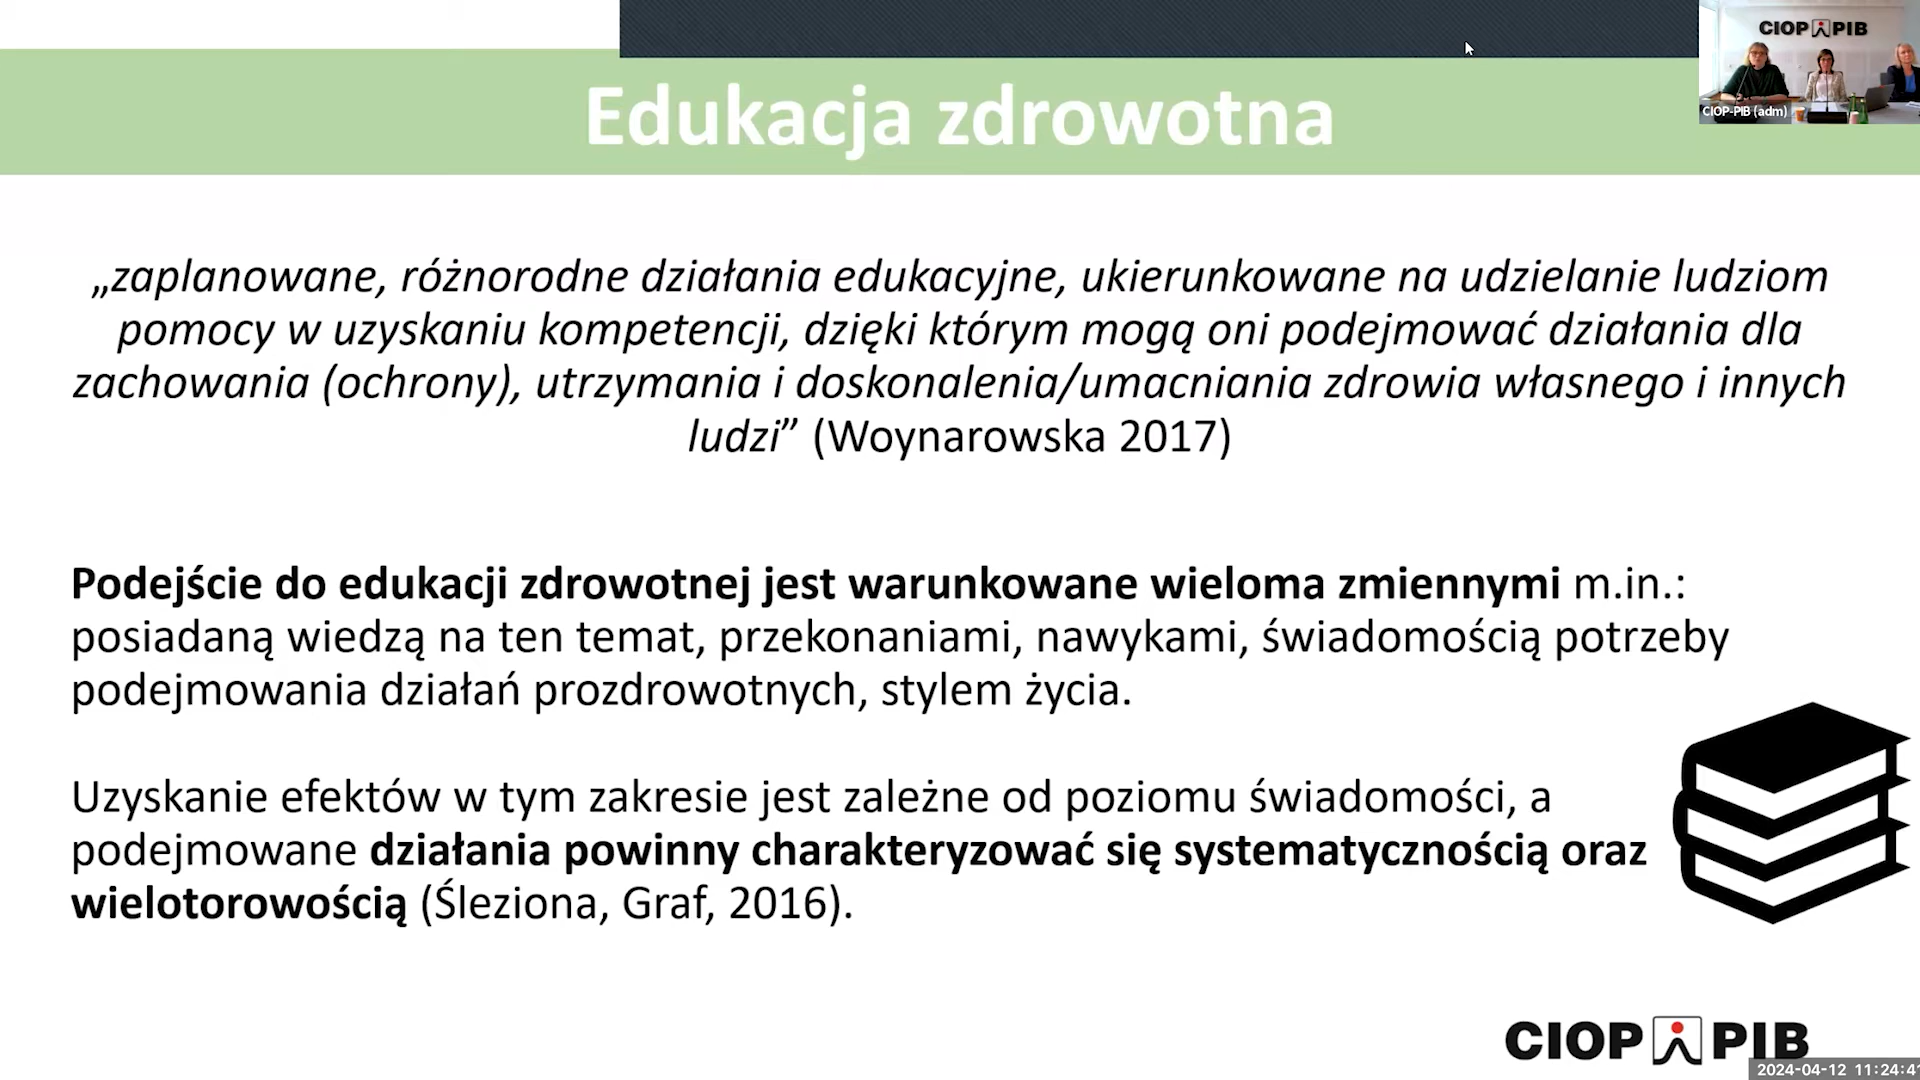 CIOP PIB
CIOP-PIB (adm)
Edukacja zdrowotna
„zaplanowane, różnorodne działania edukacyjne, ukierunkowane na udzielanie ludziom
pomocy w uzyskaniu kompetencji, dzięki którym mogą oni podejmować działania dla
zachowania (ochrony), utrzymania i doskonalenia/umacniania zdrowia własnego i innych
ludzi” (Woynarowska 2017)
Podejście do edukacji zdrowotnej jest warunkowane wieloma zmiennymi m.in.:
posiadaną wiedzą na ten temat, przekonaniami, nawykami, świadomością potrzeby
podejmowania działań prozdrowotnych, stylem życia.
Uzyskanie efektów w tym zakresie jest zależne od poziomu świadomości, a
podejmowane działania powinny charakteryzować się systematycznością oraz
wielotorowością (Śleziona, Graf, 2016).
CIOP PIB
2024-04-12 11:24:41